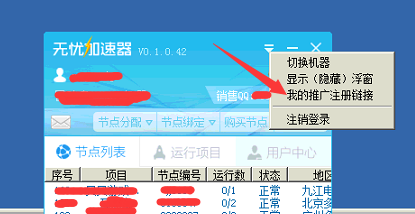 无忧加速器 V0.1.0.42
切换机器
显示（隐藏）浮窗
我的推广注册链接
注销登录
销售QQ
节点分配 节点绑定 购买节点
节点列表 运行项目 用户中心
序号 项目 节点编号 运行数 状态 地区
0/1 正常 九江电
0/2 正常 北京多